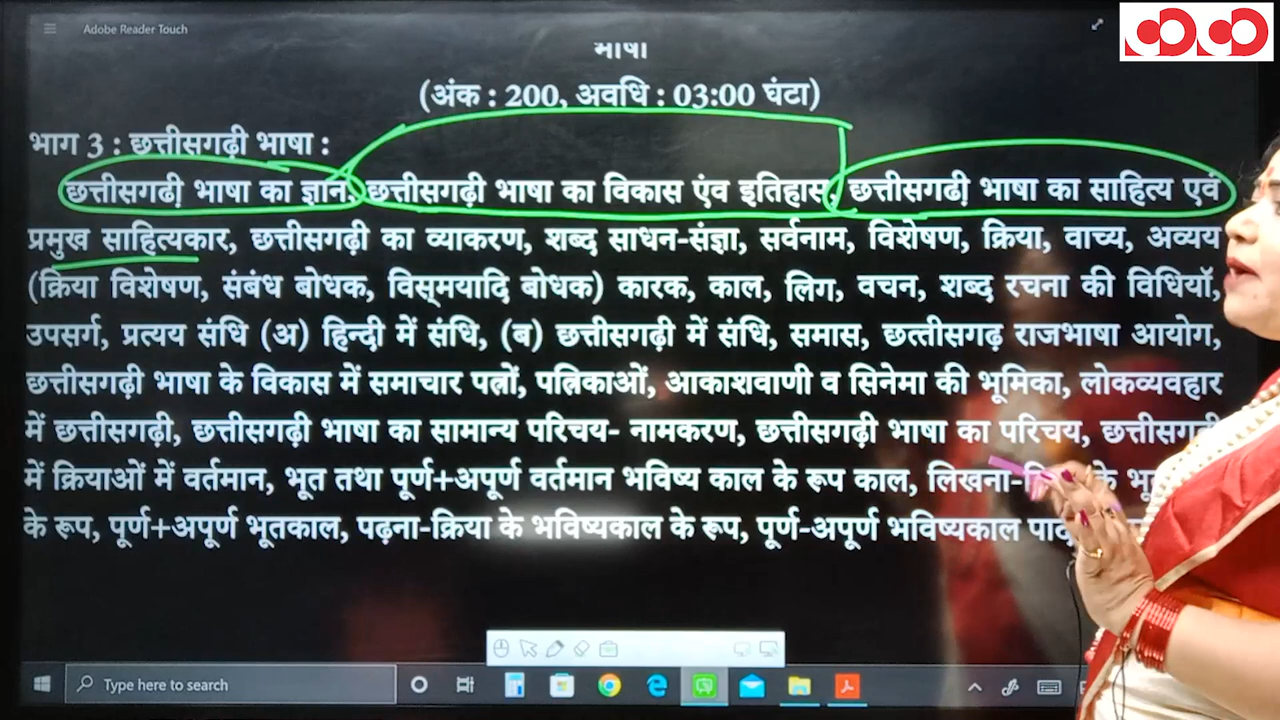 Adobe Reader Touch
भाषा
(अंक : 200, अवधि : 03:00 घंटा)
भाग 3 : छत्तीसगढ़ी भाषा :
छत्तीसगढी़ भाषा का ज्ञान, छत्तीसगढ़ी भाषा का विकास एंव इतिहास, छत्तीसगढी़ भाषा का साहित्य एवं
प्रमुख साहित्यकार, छत्तीसगढ़ी का व्याकरण, शब्द साधन-संज्ञा, सर्वनाम, विशेषण, क्रिया, वाच्य, अव्यय
(क्रिया विशेषण, संबंध बोधक, विस्मयादि बोधक) कारक, काल, लिग, वचन, शब्द रचना की विधियॉ,
उपसर्ग, प्रत्यय संधि (अ) हिन्दी में संधि, (ब) छत्तीसगढ़ी में संधि, समास, छत्तीसगढ़ राजभाषा आयोग,
छत्तीसगढ़ी भाषा के विकास में समाचार पत्रों, पत्रिकाओं, आकाशवाणी व सिनेमा की भूमिका, लोकव्यवहार
में छत्तीसगढ़ी, छत्तीसगढ़ी भाषा का सामान्य परिचय- नामकरण, छत्तीसगढ़ी भाषा का परिचय, छत्तीसगढ़ी
में क्रियाओं में वर्तमान, भूत तथा पूर्ण+अपूर्ण वर्तमान भविष्य काल के रूप काल, लिखना- के
के रूप, पूर्ण+अपूर्ण भूतकाल, पढ़ना-क्रिया के भविष्यकाल के रूप, पूर्ण-अपूर्ण भविष्यकाल
Type here to search